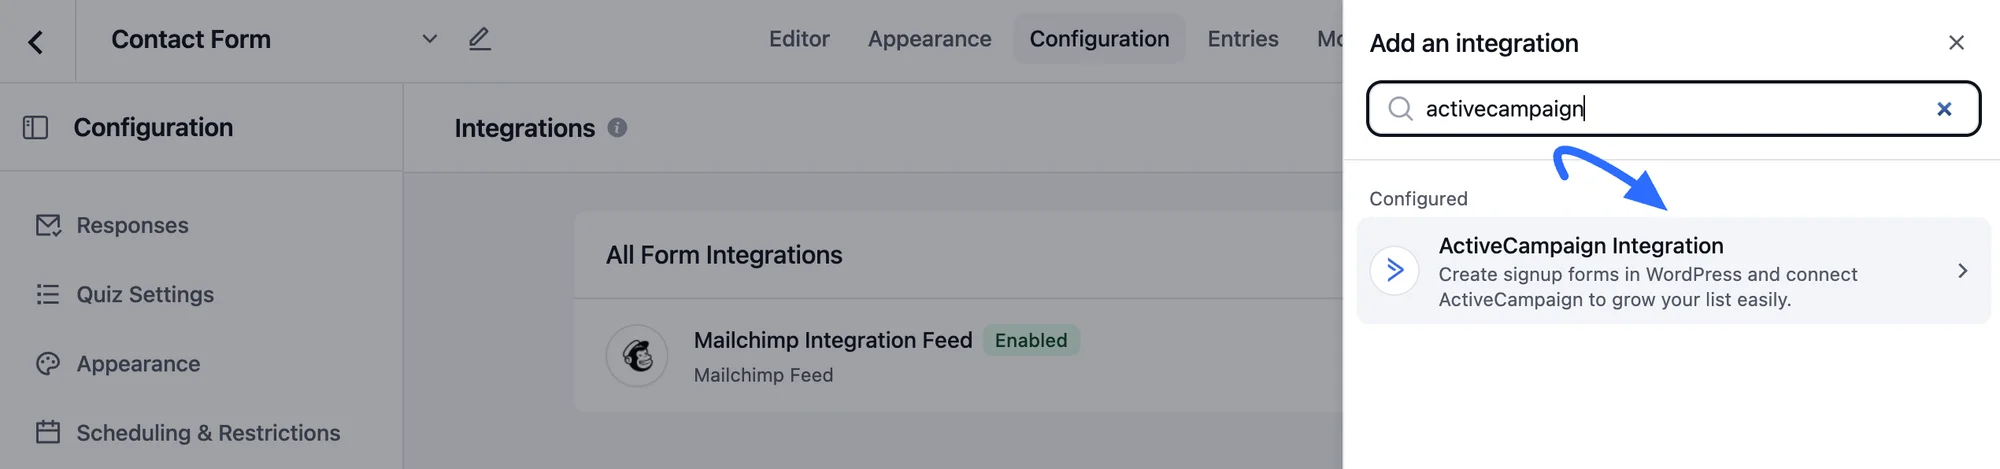 Contact Form
Editor
Appearance
Configuration
Entries
Configuration
Responses
Quiz Settings
Appearance
Scheduling & Restrictions
Integrations
All Form Integrations
Mailchimp Integration Feed
Enabled
Mailchimp Feed
Add an integration
activecampaign
Configured
ActiveCampaign Integration
Create signup forms in WordPress and connect
ActiveCampaign to grow your list easily.